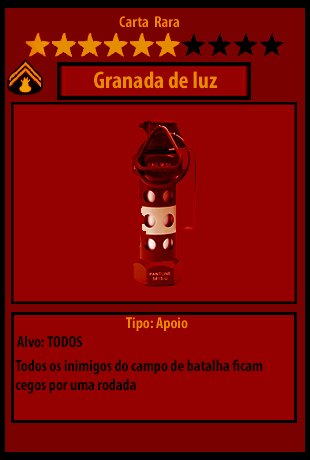 Carta Rara
Granada de luz
Tipo: Apoio
Alvo: TODOS
Todos os inimigos do campo de batalha ficam
cegos por uma rodada